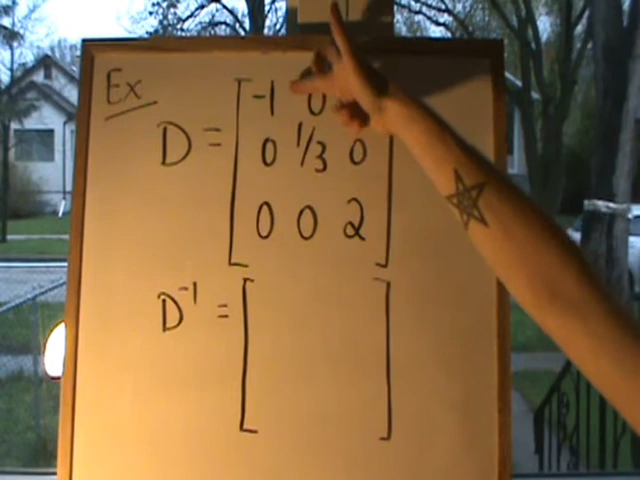 Ex
D = [ -1 0
0 1/3 0
0 0 2 ]
D⁻¹ = [ ]